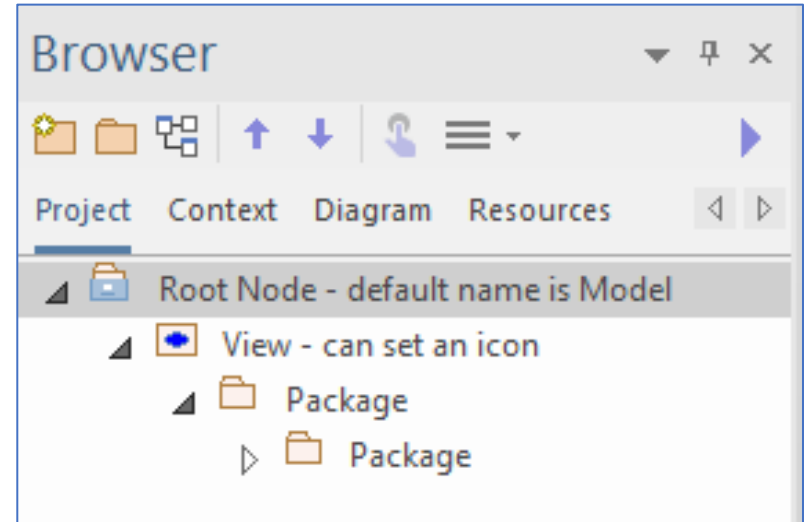 Browser
Project Context Diagram Resources
Root Node - default name is Model
View - can set an icon
Package
Package